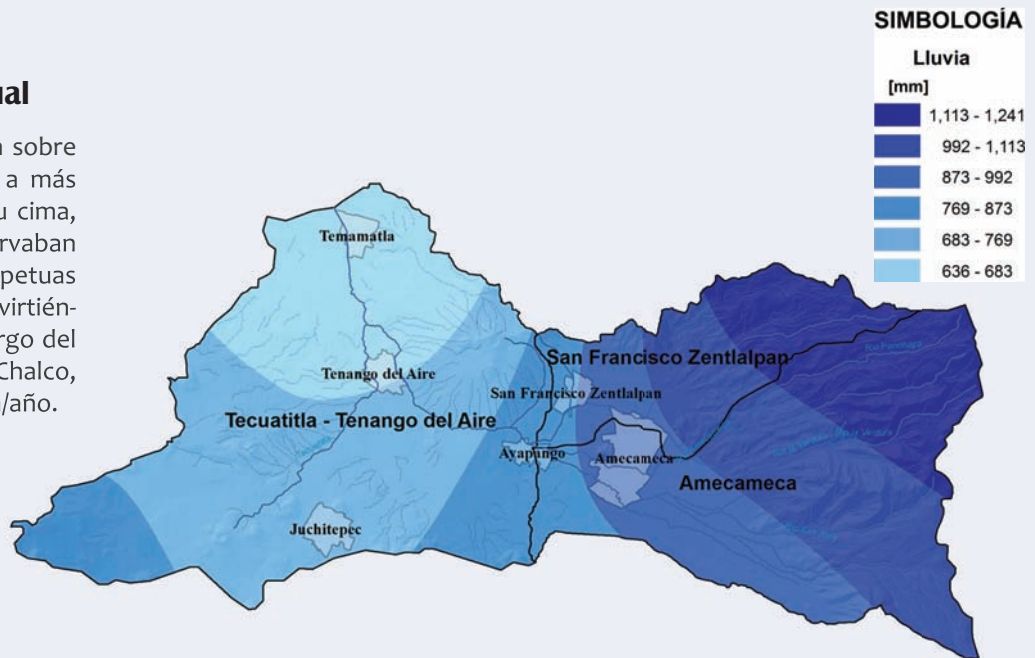 ual
n sobre
a más
u cima,
rvaban
petuas
virtién-
rgo del
Chalco,
n/año.
SIMBOLOGÍA
Lluvia
[mm]
1,113 - 1,241
992 - 1,113
873 - 992
769 - 873
683 - 769
636 - 683
Temamatla
San Francisco Zentlalpan
Tenango del Aire
San Francisco Zentlalpan
Tecuatitla - Tenango del Aire
Ayapango
Amecameca
Amecameca
Juchitepec